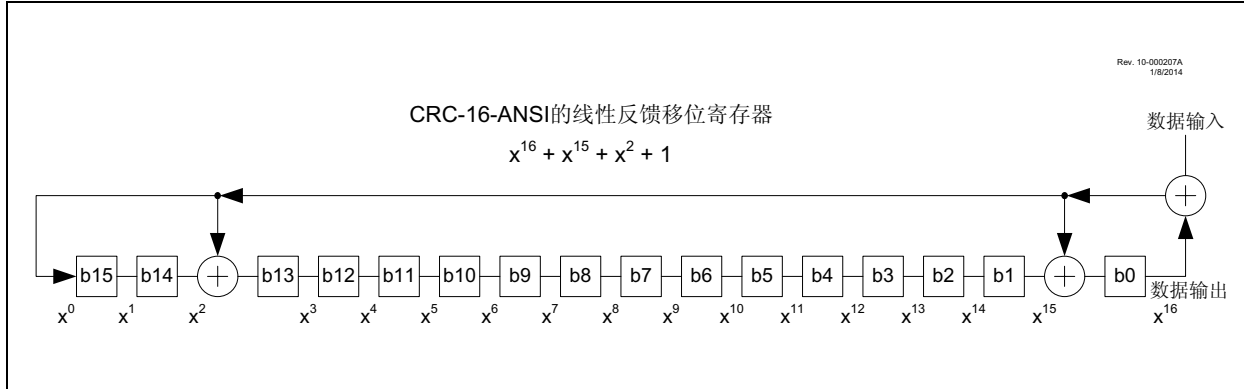 Rev. 10-000207A
1/8/2014
CRC-16-ANSI的线性反馈移位寄存器
数据输入
x¹⁶ + x¹⁵ + x² + 1
b15 b14 b13 b12 b11 b10 b9 b8 b7 b6 b5 b4 b3 b2 b1 b0
数据输出
x⁰ x¹ x² x³ x⁴ x⁵ x⁶ x⁷ x⁸ x⁹ x¹⁰ x¹¹ x¹² x¹³ x¹⁴ x¹⁵ x¹⁶